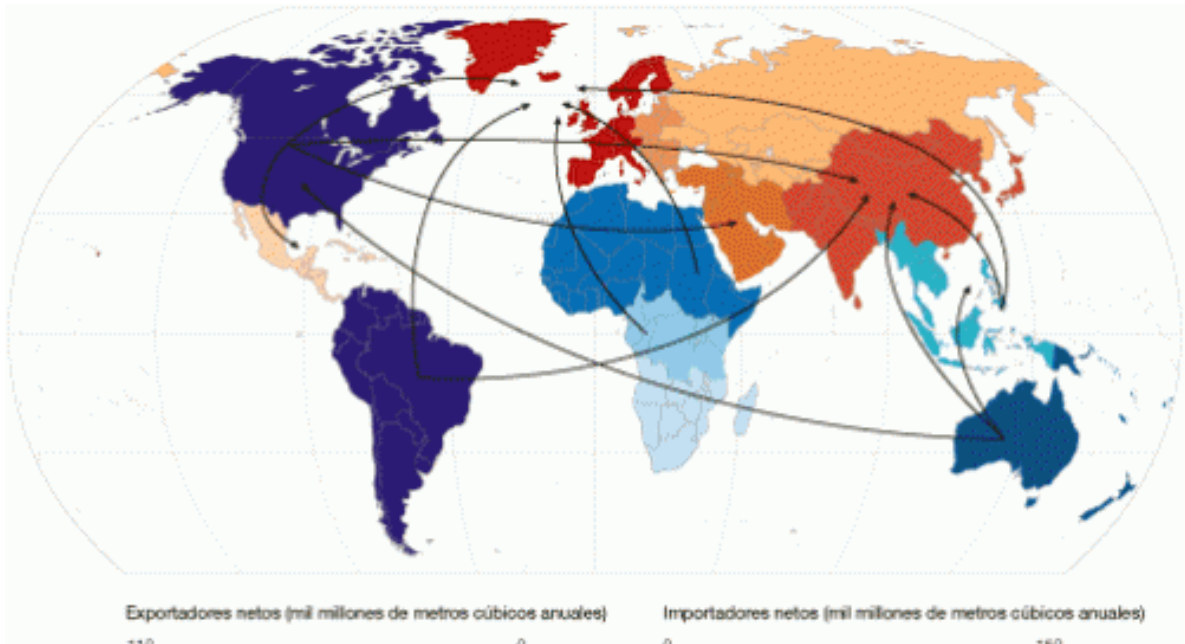 Exportadores netos (mil millones de metros cúbicos anuales)
Importadores netos (mil millones de metros cúbicos anuales)